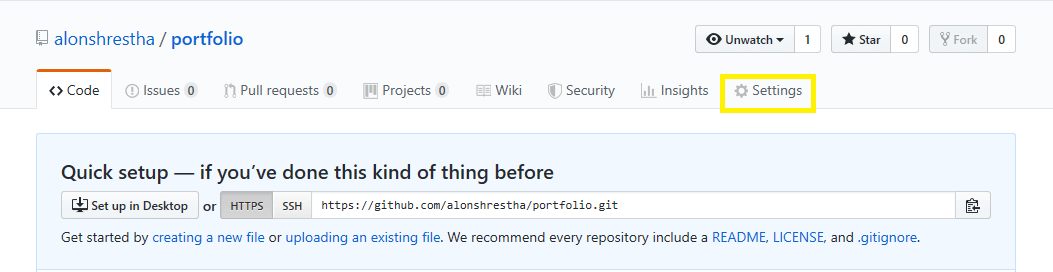 alonshrestha / portfolio
Unwatch 1 Star 0 Fork 0
Code Issues 0 Pull requests 0 Projects 0 Wiki Security Insights Settings
Quick setup — if you’ve done this kind of thing before
Set up in Desktop or HTTPS SSH https://github.com/alonshrestha/portfolio.git
Get started by creating a new file or uploading an existing file. We recommend every repository include a README, LICENSE, and .gitignore.